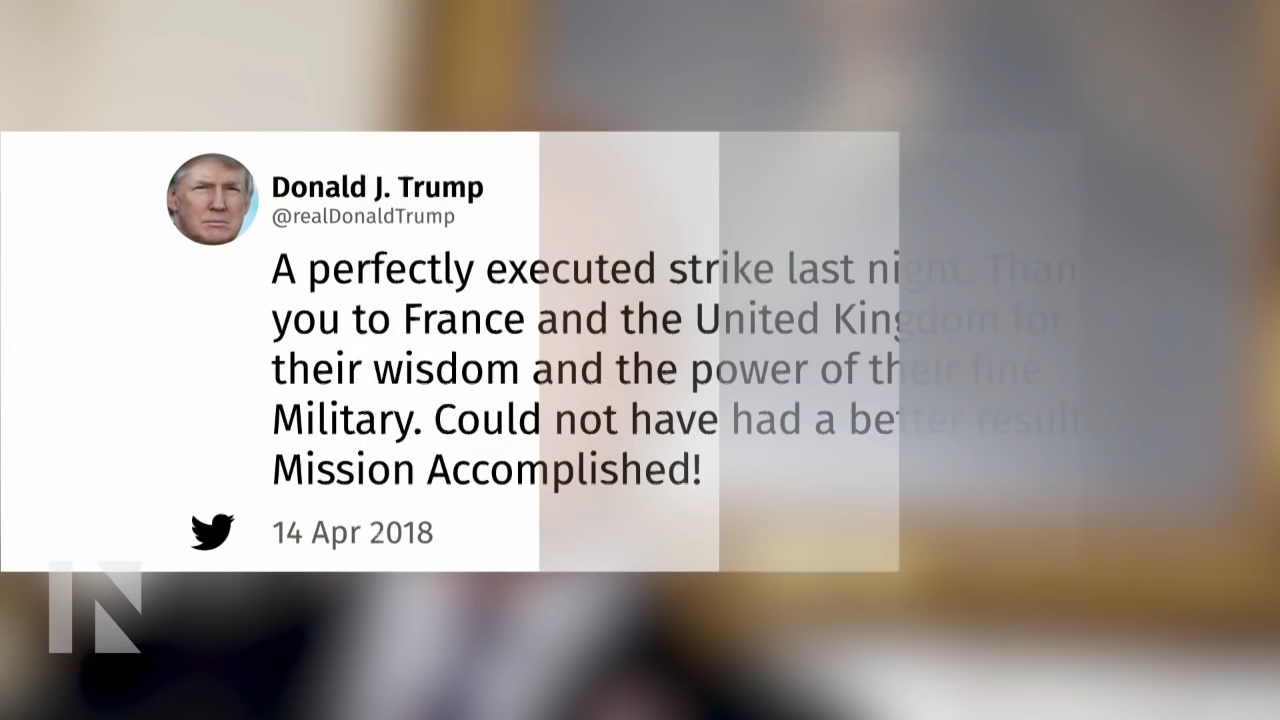 Donald J. Trump
@realDonaldTrump
A perfectly executed strike last night. Than
you to France and the United Kingdom for
their wisdom and the power of their fine
Military. Could not have had a better result
Mission Accomplished!
14 Apr 2018